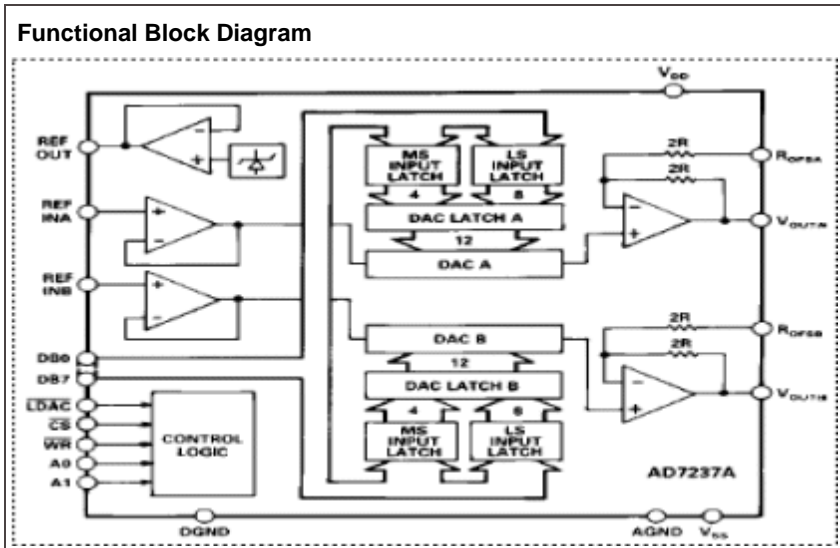 Functional Block Diagram
VDD
REF OUT
REF INA
REF INB
DB0
DB7
LDAC
CS
WR
A0
A1
CONTROL LOGIC
MS INPUT LATCH
LS INPUT LATCH
4
8
DAC LATCH A
12
DAC A
DAC B
12
DAC LATCH B
4
8
MS INPUT LATCH
LS INPUT LATCH
2R
2R
ROFSA
VOUTA
2R
2R
ROFSB
VOUTB
AD7237A
DGND
AGND
VSS